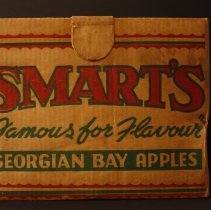 SMART'S
Famous for Flavour
GEORGIAN BAY APPLES